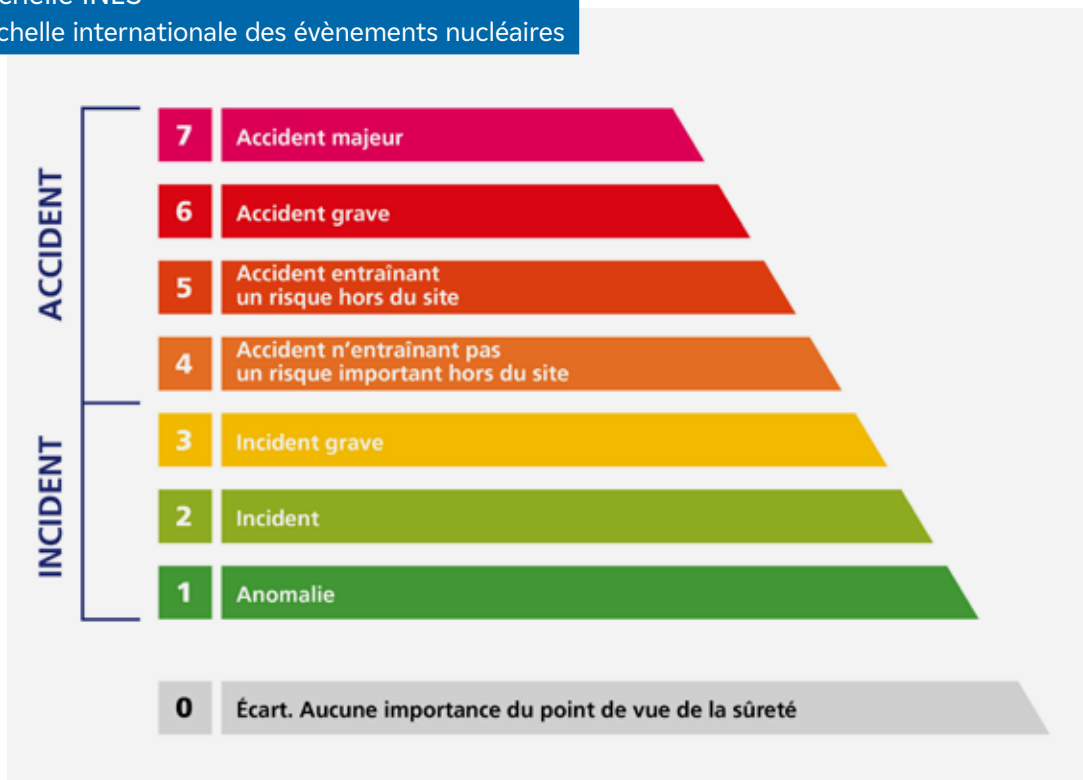 INES
internationale des évènements nucléaires
ACCIDENT
7 Accident majeur
6 Accident grave
5 Accident entraînant
un risque hors du site
4 Accident n'entraînant pas
un risque important hors du site
INCIDENT
3 Incident grave
2 Incident
1 Anomalie
0 Écart. Aucune importance du point de vue de la sûreté